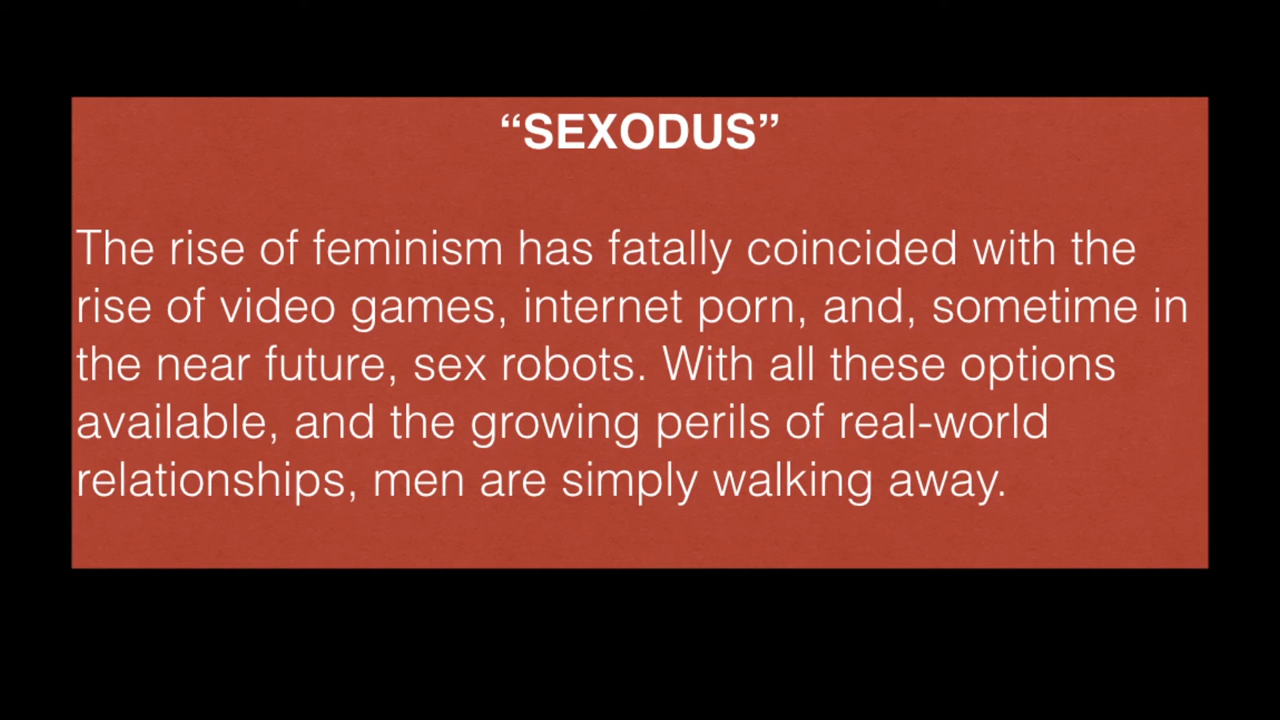 “SEXODUS”
The rise of feminism has fatally coincided with the
rise of video games, internet porn, and, sometime in
the near future, sex robots. With all these options
available, and the growing perils of real-world
relationships, men are simply walking away.